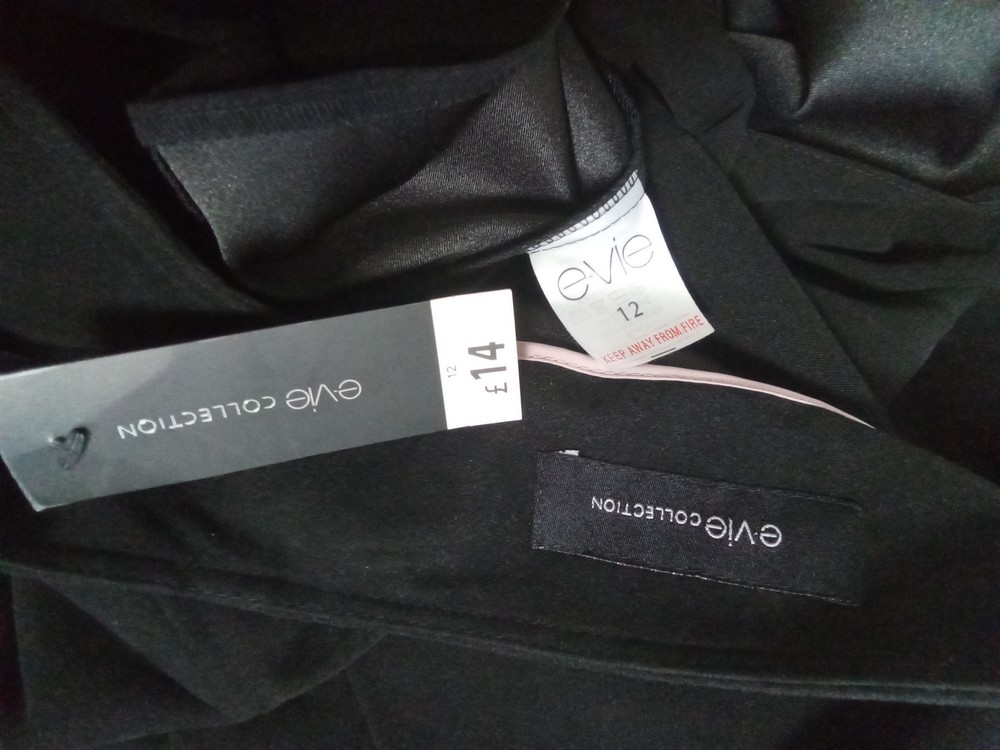 e·vie
12
KEEP AWAY FROM FIRE
e·vie COLLECTION
12
£14
e·vie COLLECTION